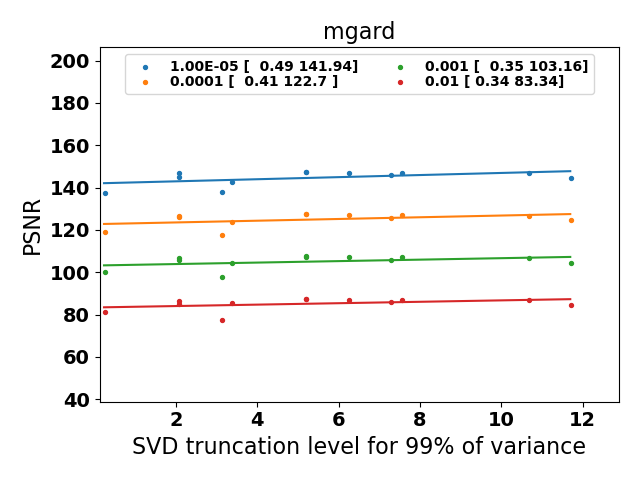 mgard
1.00E-05 [  0.49 141.94]
0.001 [  0.35 103.16]
0.0001 [  0.41 122.7 ]
0.01 [ 0.34 83.34]
PSNR
200
180
160
140
120
100
80
60
40
2 4 6 8 10 12
SVD truncation level for 99% of variance